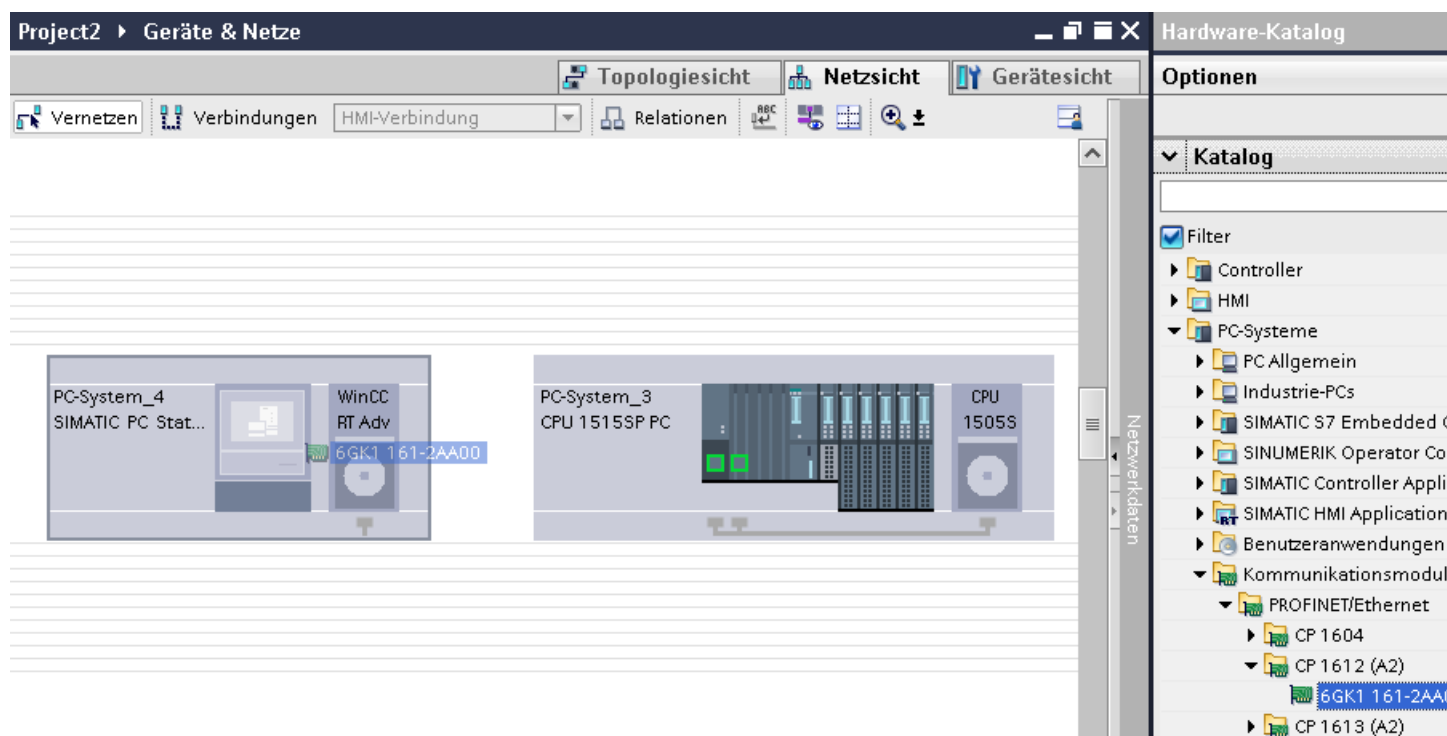 Project2 ▸ Geräte & Netze
Hardware-Katalog
Topologiesicht Netzsicht Gerätesicht
Optionen
Vernetzen Verbindungen HMI-Verbindung Relationen
Katalog
Filter
Controller
HMI
PC-Systeme
PC Allgemein
Industrie-PCs
SIMATIC S7 Embedded
SINUMERIK Operator Co
SIMATIC Controller Appli
SIMATIC HMI Application
Benutzeranwendungen
Kommunikationsmodul
PROFINET/Ethernet
CP 1604
CP 1612 (A2)
6GK1 161-2AA0
CP 1613 (A2)
PC-System_4
SIMATIC PC Stat...
WinCC
RT Adv
6GK1 161-2AA00
PC-System_3
CPU 1515SP PC
CPU
1505S
Netzwerkdaten